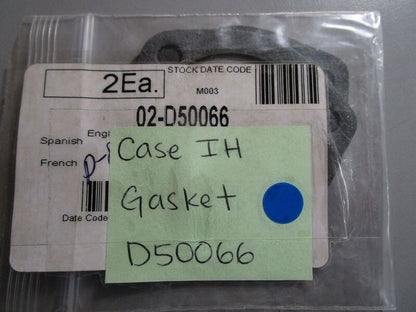 STOCK DATE CODE
2Ea.
M003
02-D50066
Spanish
French
Date Code
Case IH
Gasket
D50066